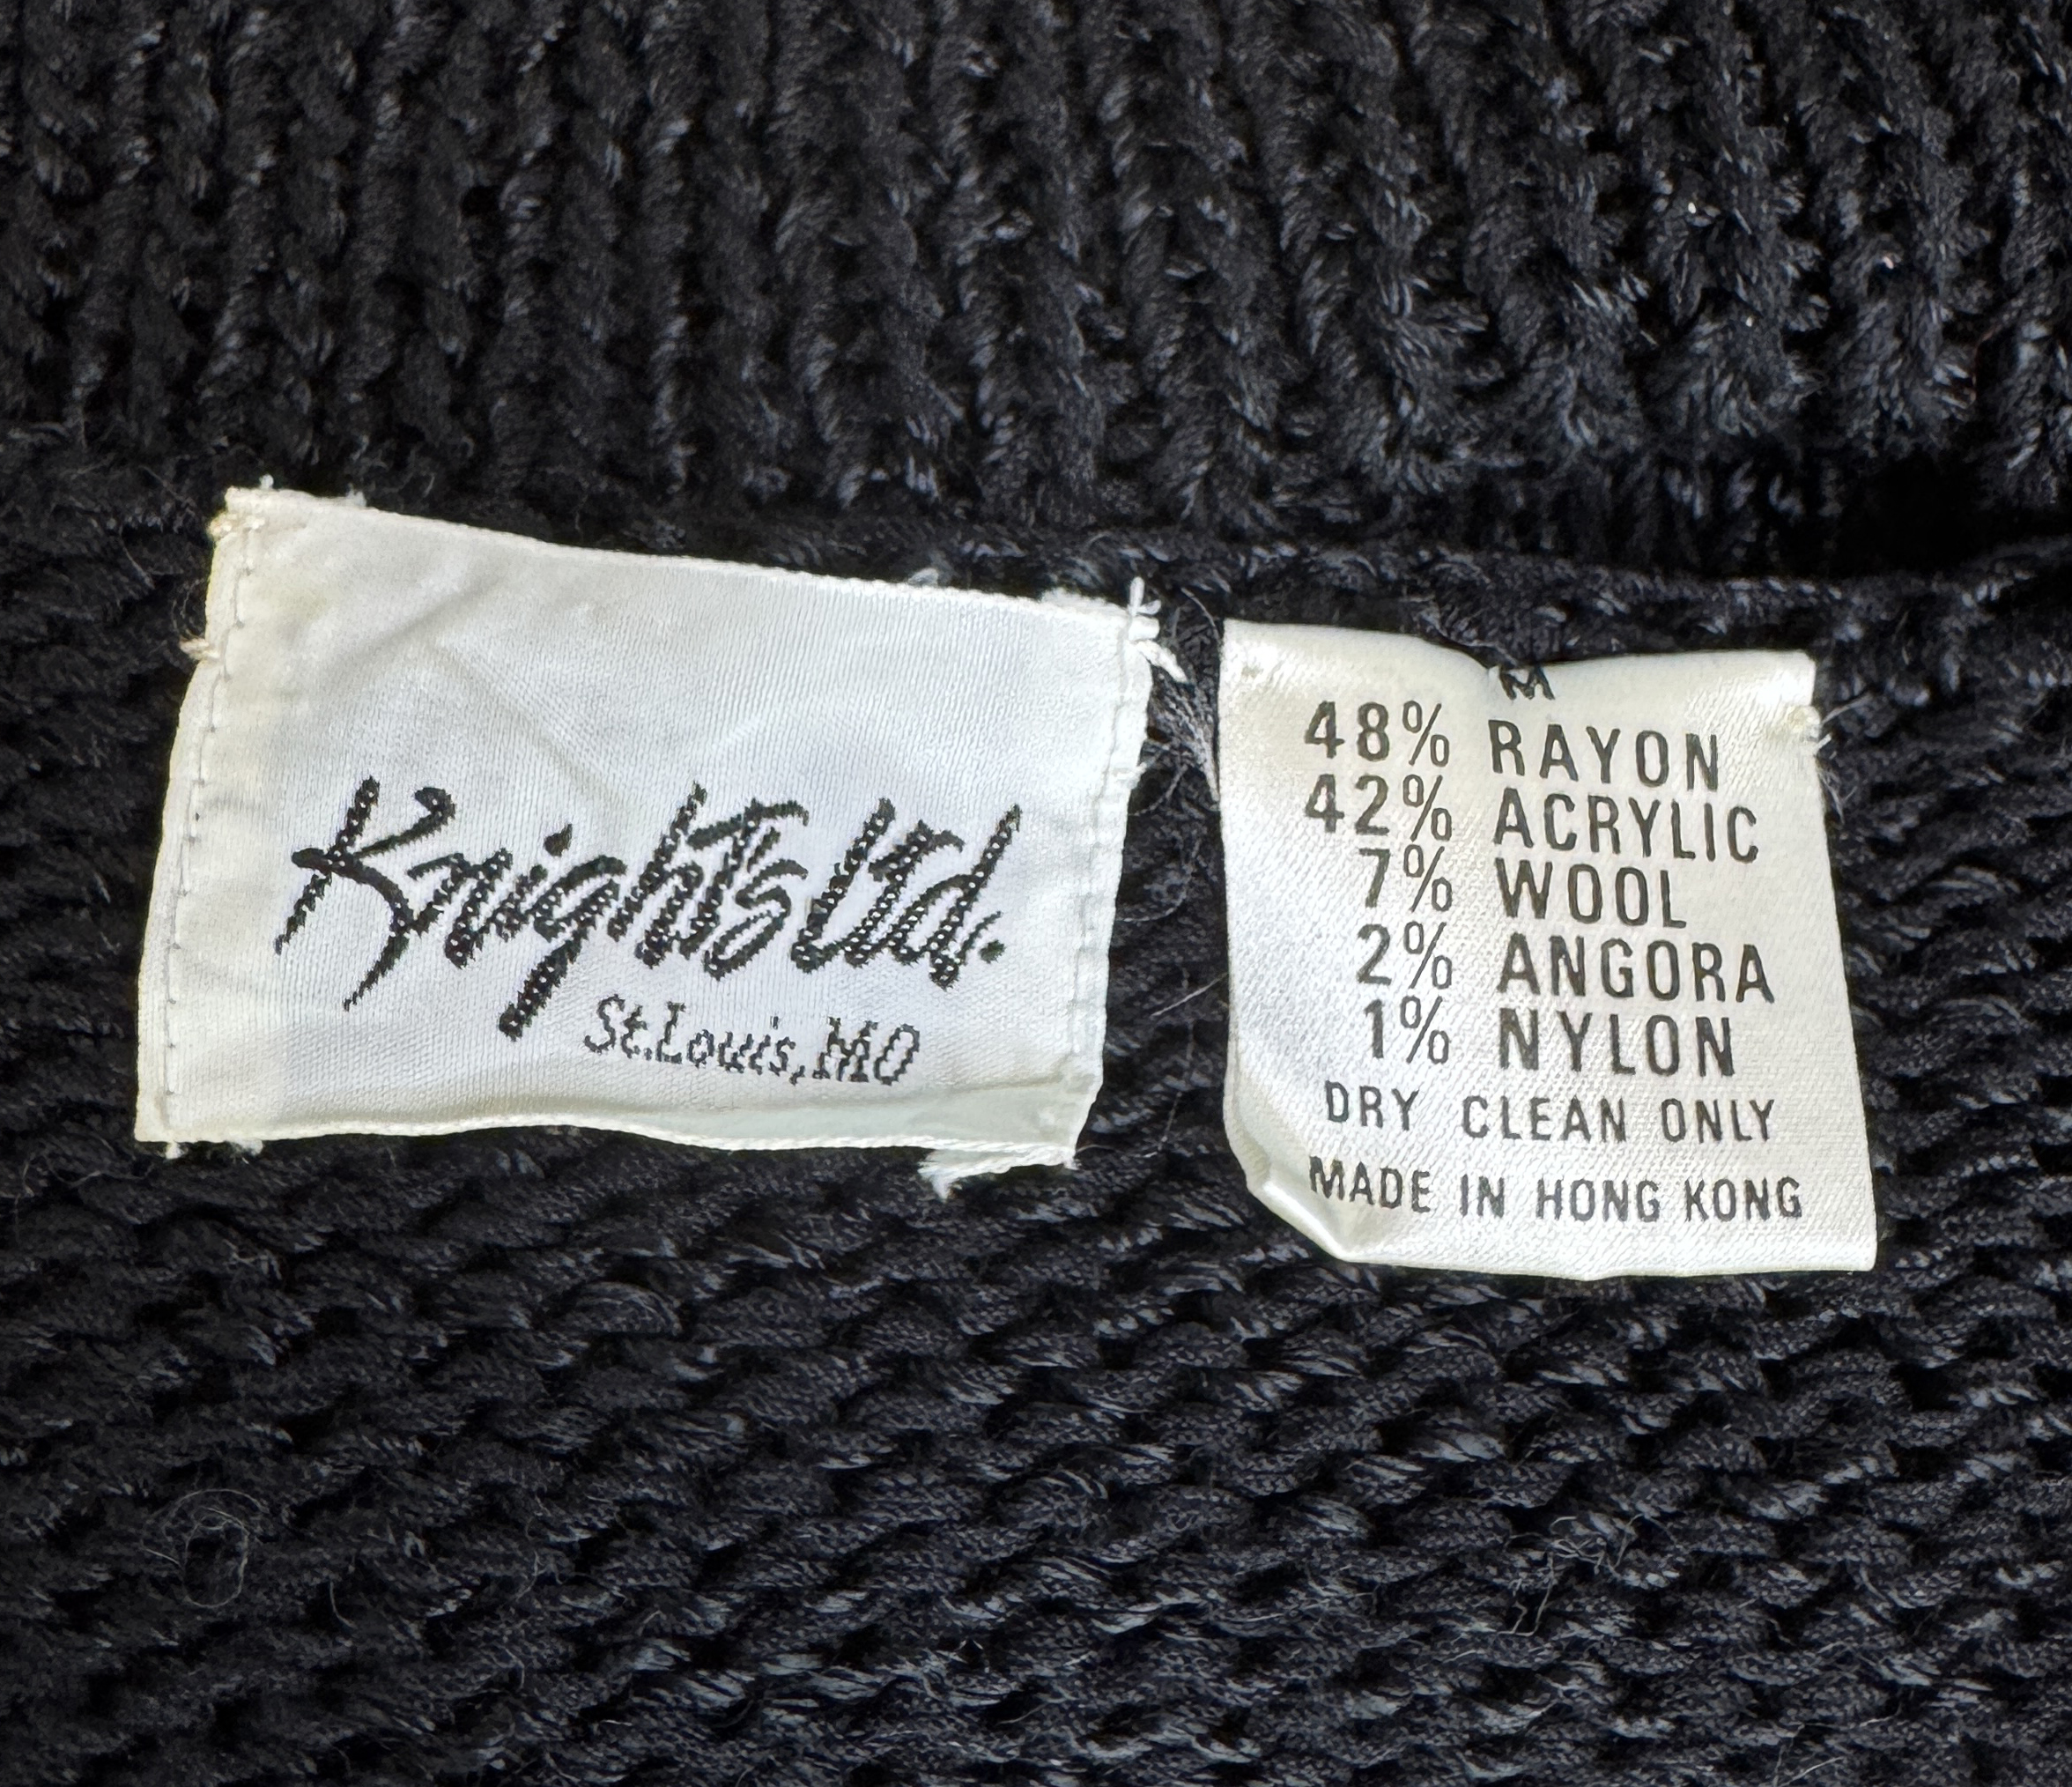 Knight's Ltd.
St. Louis, MO
M
48% RAYON
42% ACRYLIC
7% WOOL
2% ANGORA
1% NYLON
DRY CLEAN ONLY
MADE IN HONG KONG